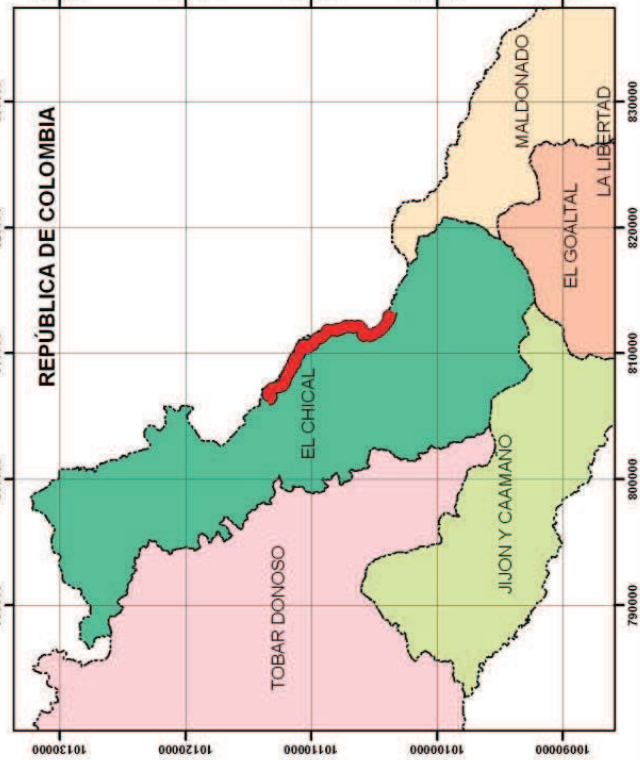 REPÚBLICA DE COLOMBIA
10130000
10120000
10110000
10100000
10090000
TOBAR DONOSO
EL CHICAL
JIJON Y CAAMAÑO
MALDONADO
EL GOALTAL
LA LIBERTAD
790000
800000
810000
820000
830000